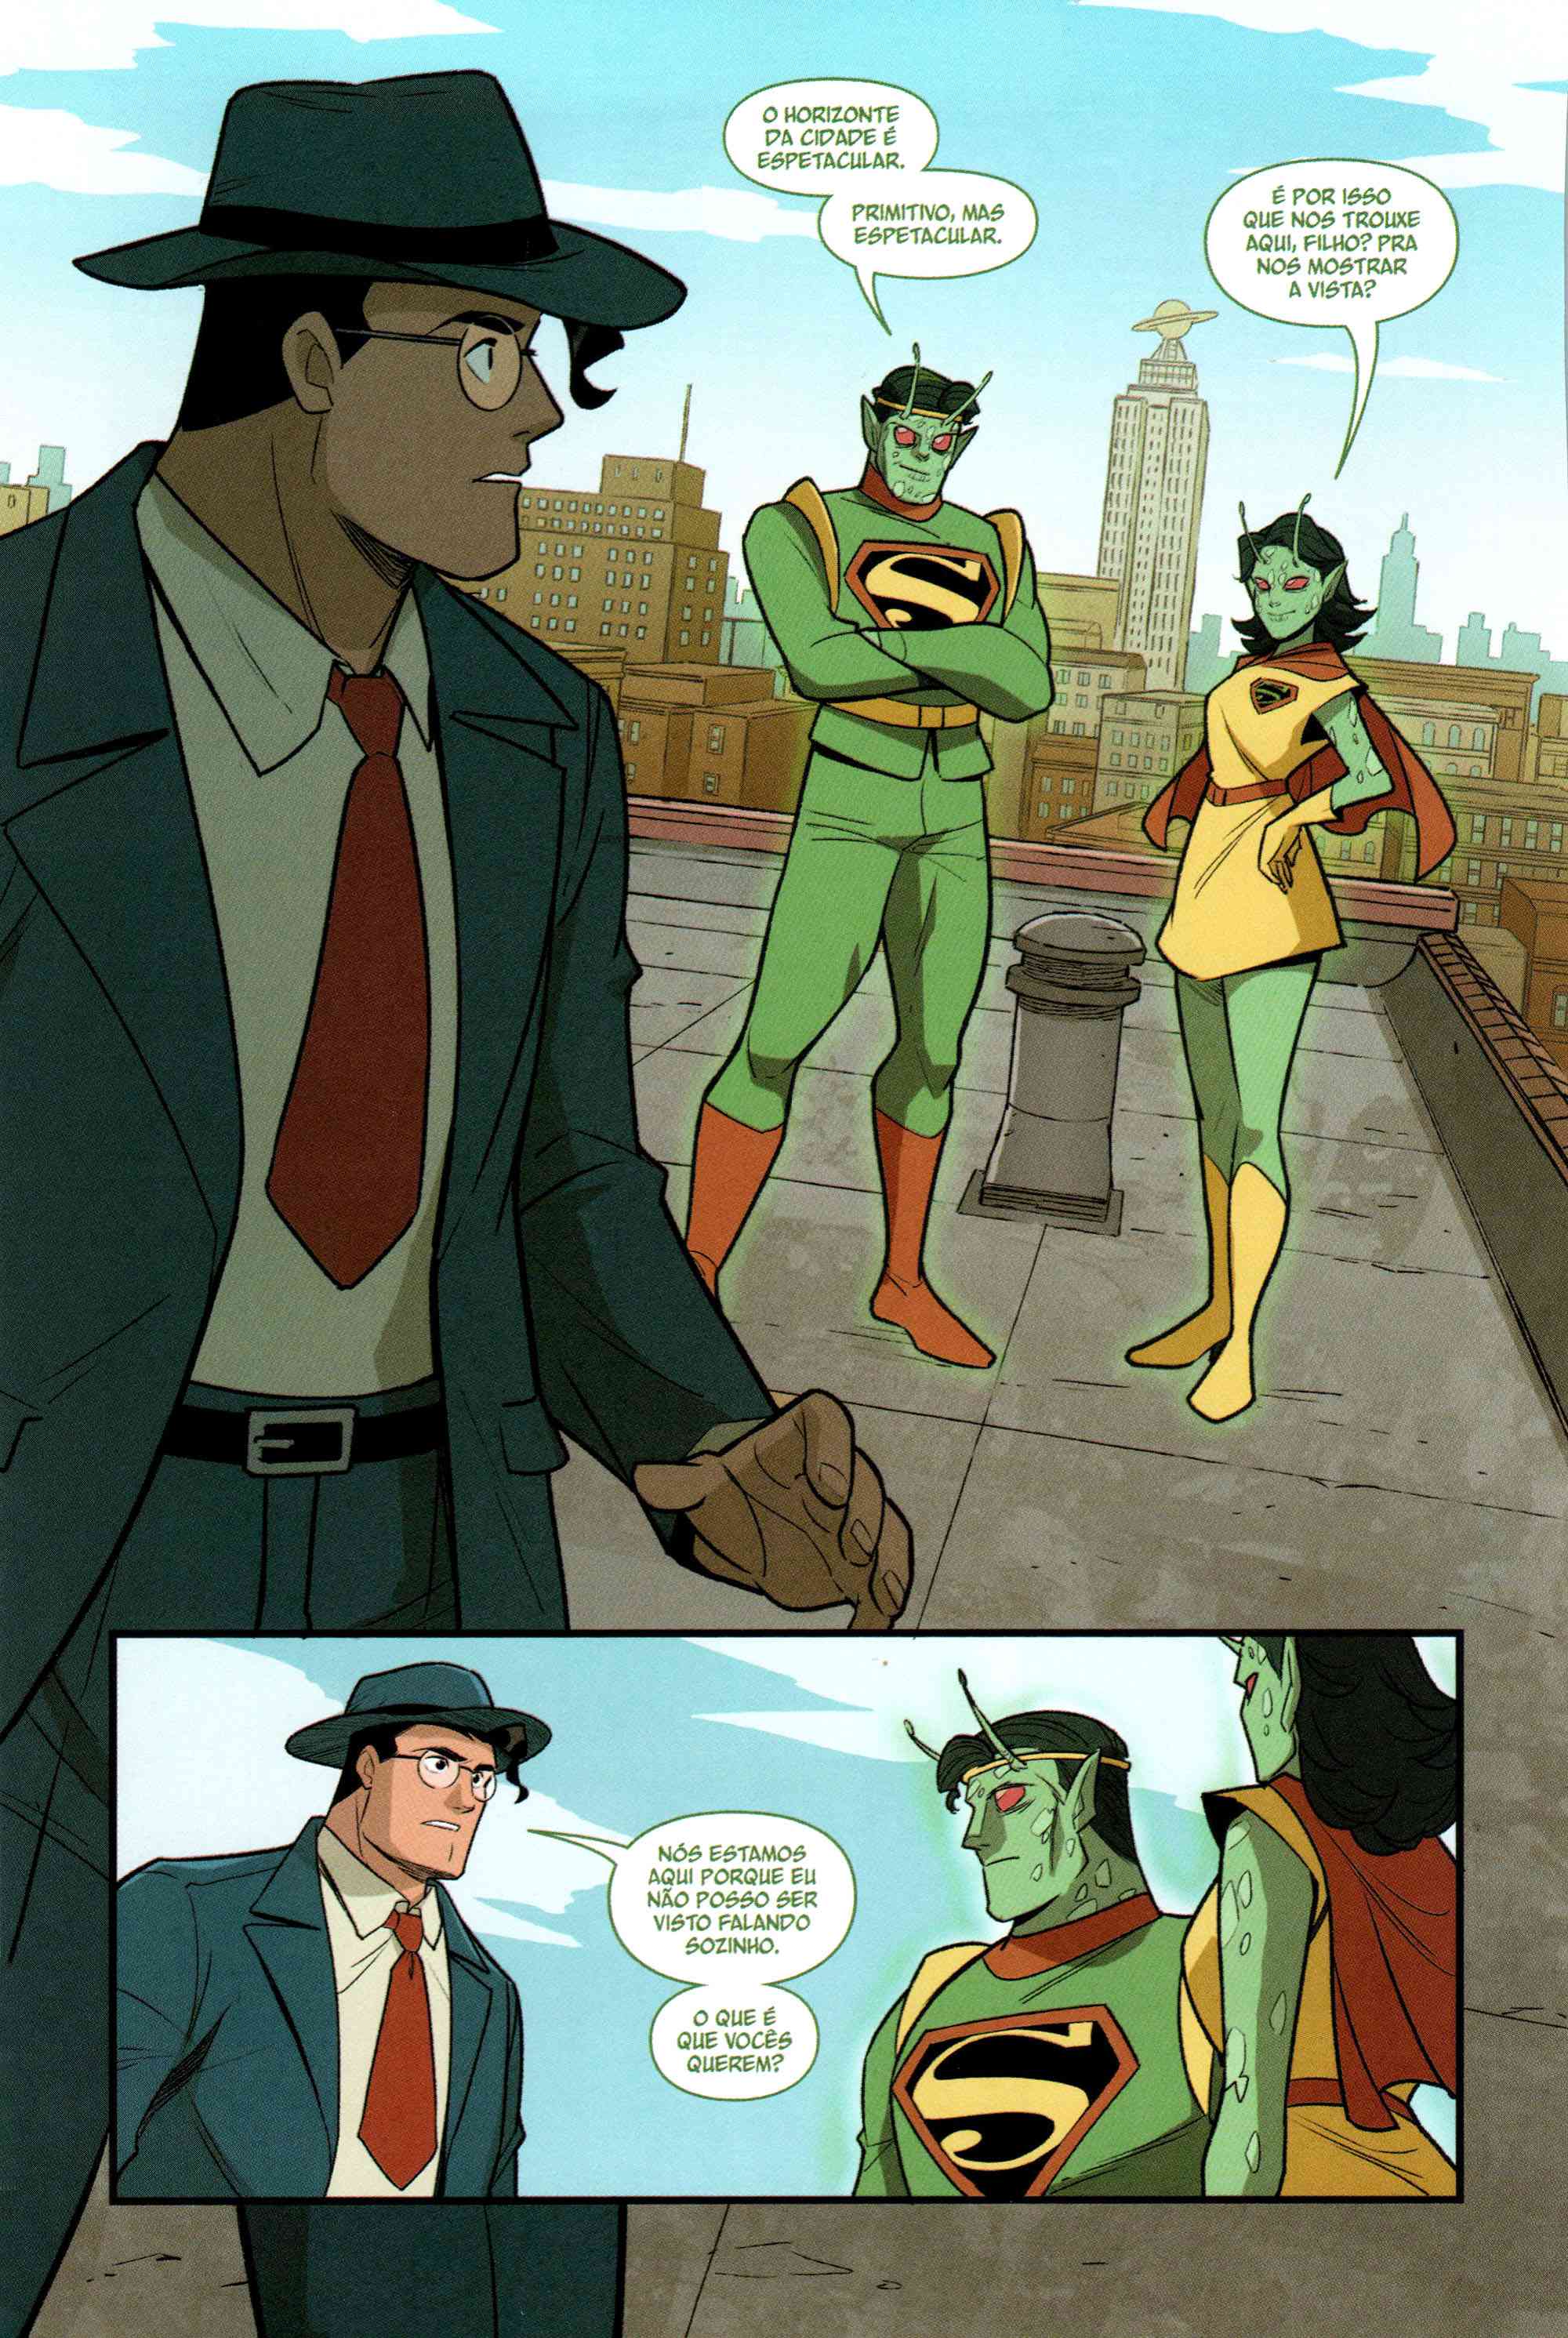 O HORIZONTE
DA CIDADE É
ESPETACULAR.
PRIMITIVO, MAS
ESPETACULAR.
É POR ISSO
QUE NOS TROUXE
AQUI, FILHO? PRA
NOS MOSTRAR
A VISTA?
NÓS ESTAMOS
AQUI PORQUE EU
NÃO POSSO SER
VISTO FALANDO
SOZINHO.
O QUE É
QUE VOCÊS
QUEREM?